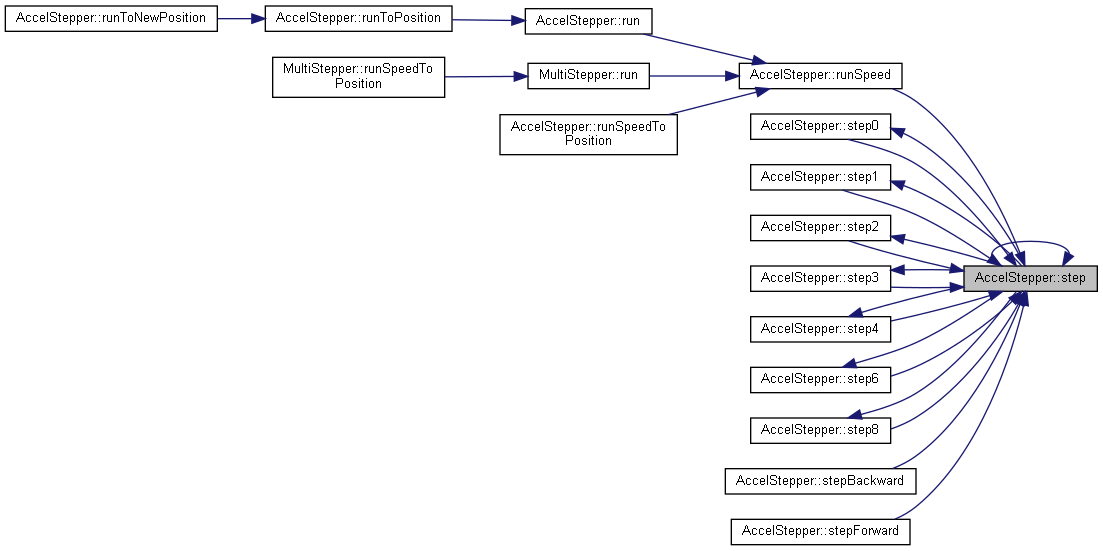 AccelStepper::runToNewPosition
AccelStepper::runToPosition
AccelStepper::run
MultiStepper::runSpeedTo
Position
MultiStepper::run
AccelStepper::runSpeed
AccelStepper::runSpeedTo
Position
AccelStepper::step0
AccelStepper::step1
AccelStepper::step2
AccelStepper::step3
AccelStepper::step
AccelStepper::step4
AccelStepper::step6
AccelStepper::step8
AccelStepper::stepBackward
AccelStepper::stepForward